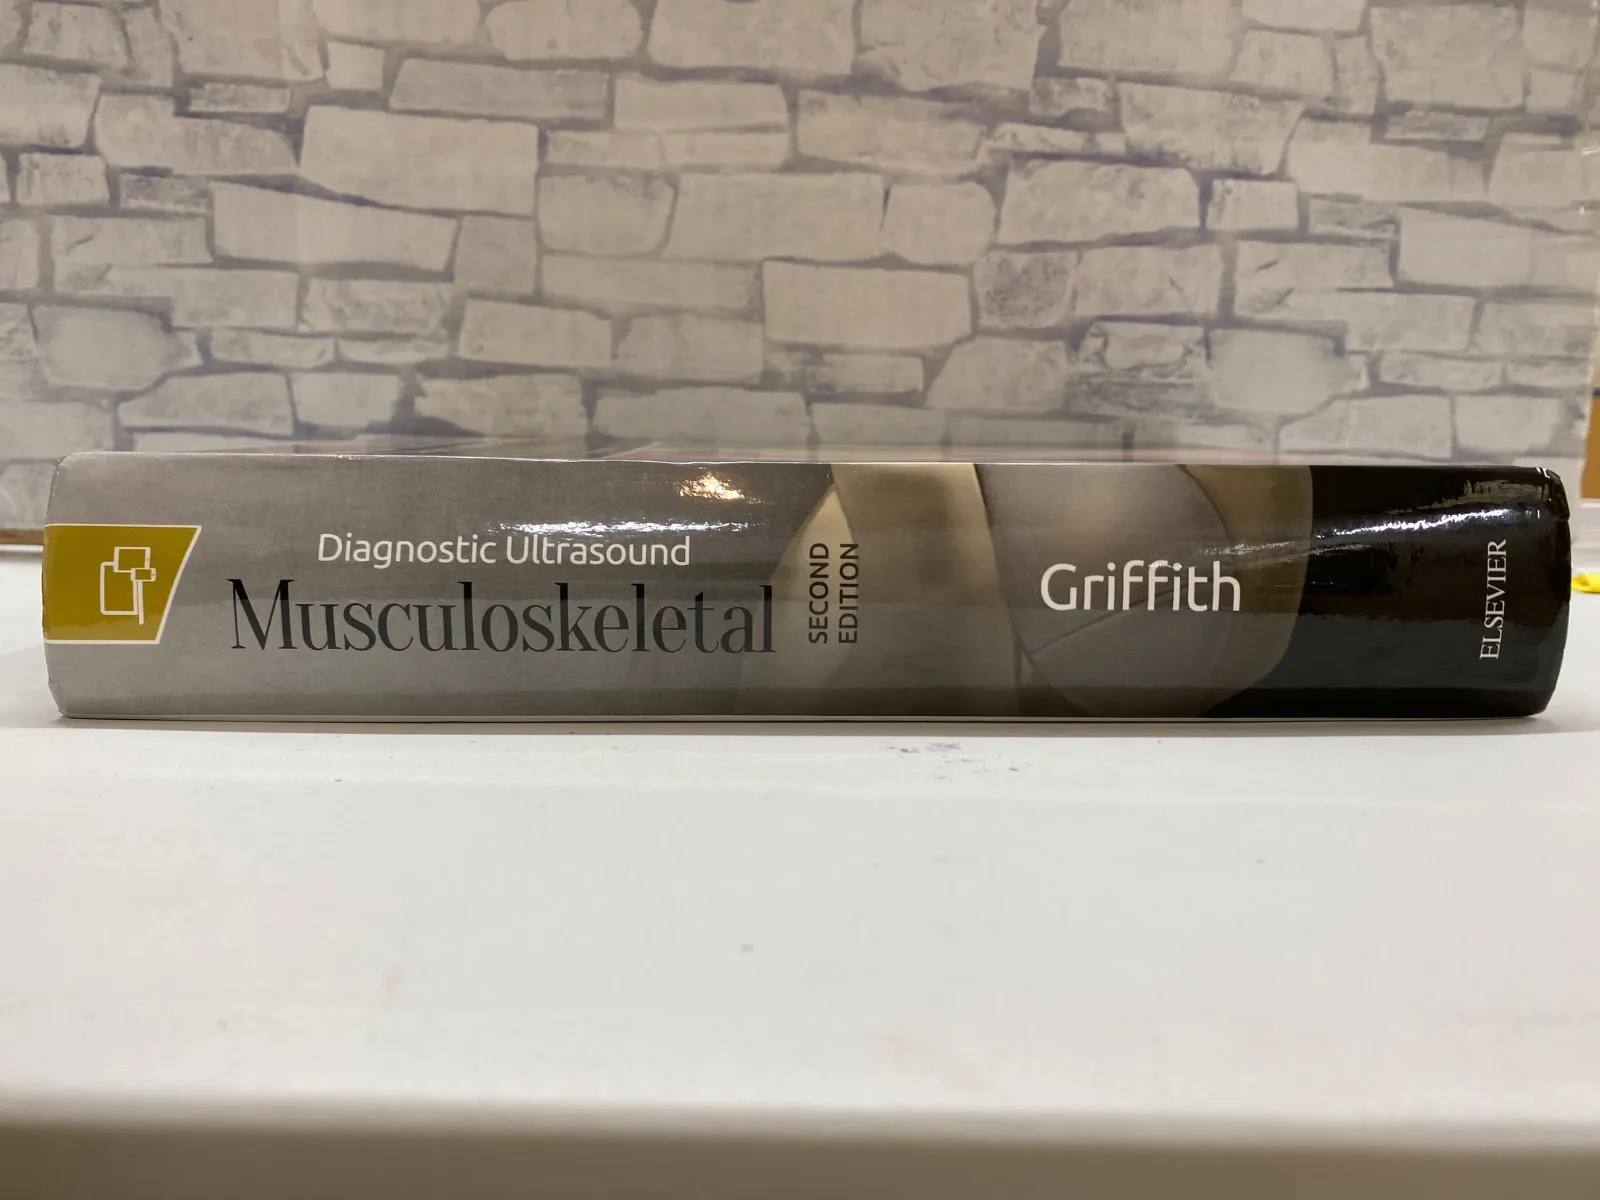 Diagnostic Ultrasound
Musculoskeletal
SECOND
EDITION
Griffith
ELSEVIER